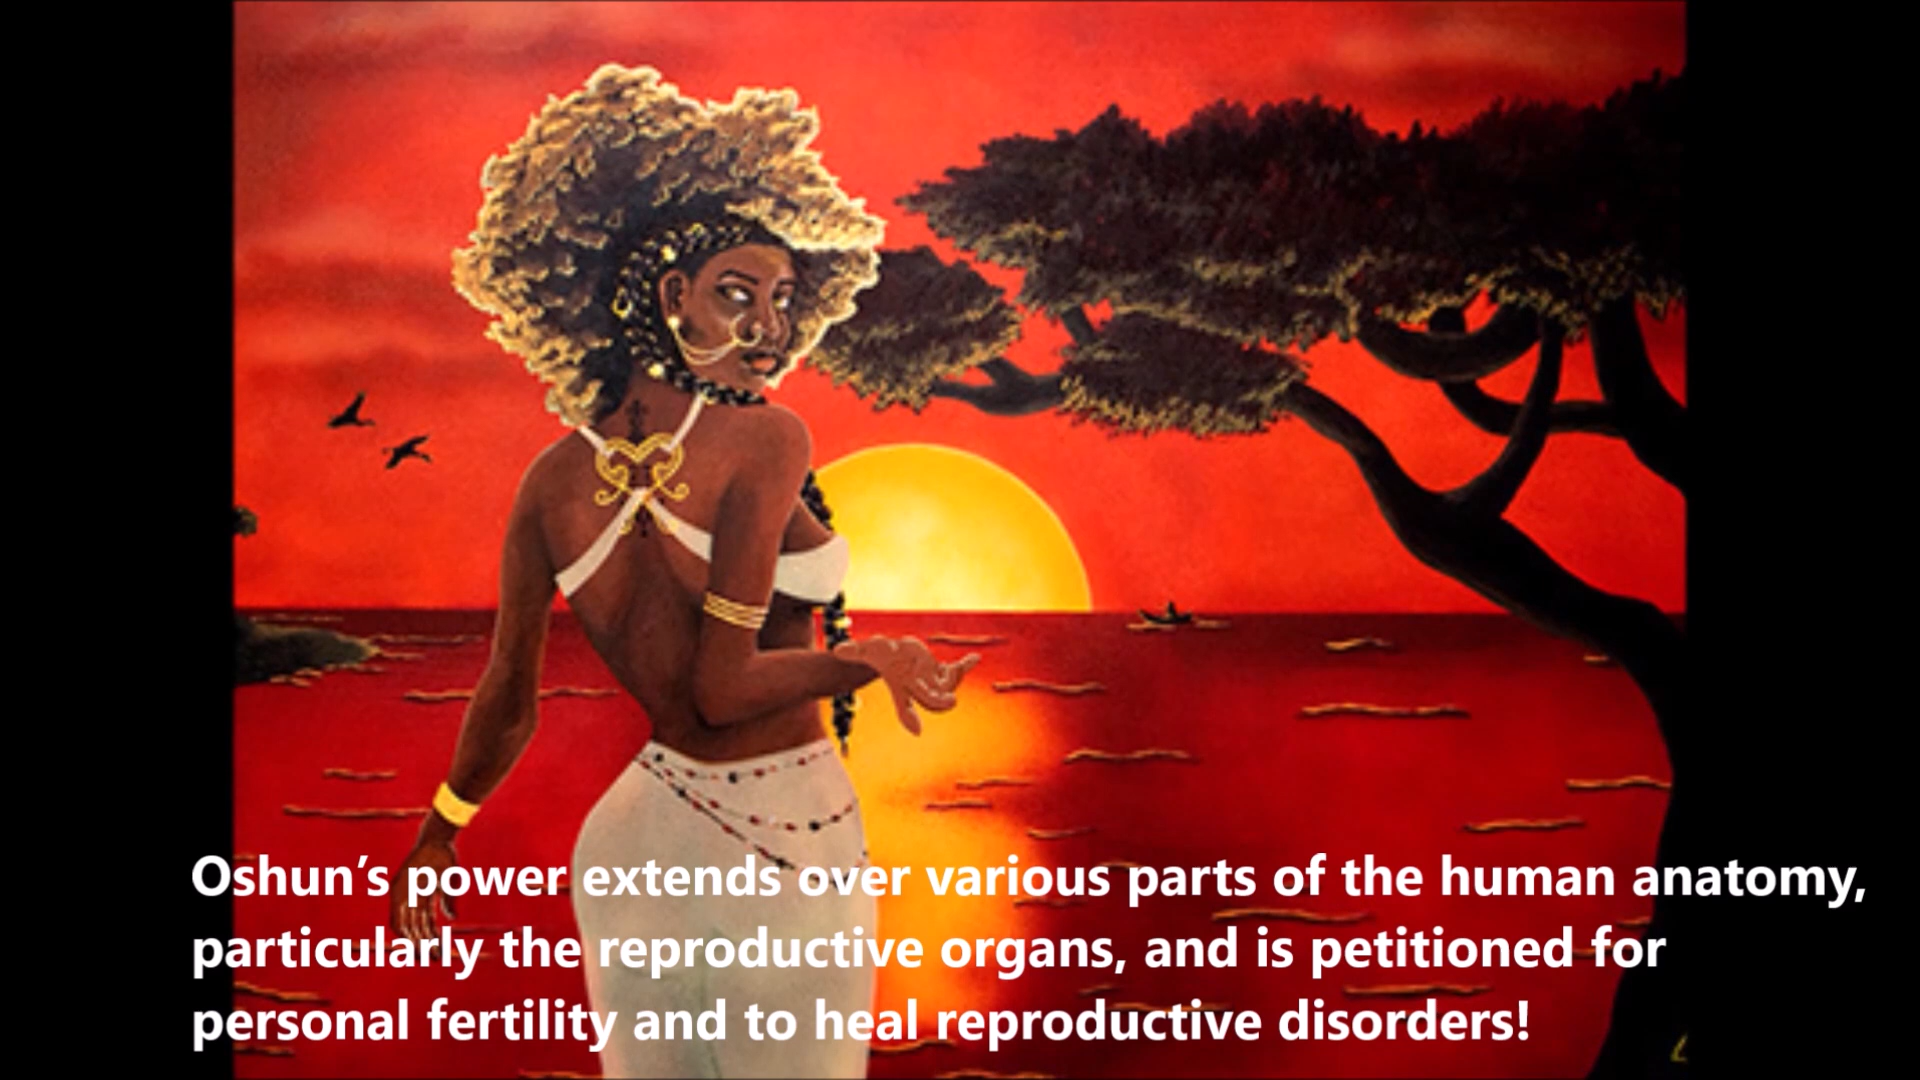 Oshun’s power extends over various parts of the human anatomy,
particularly the reproductive organs, and is petitioned for
personal fertility and to heal reproductive disorders!